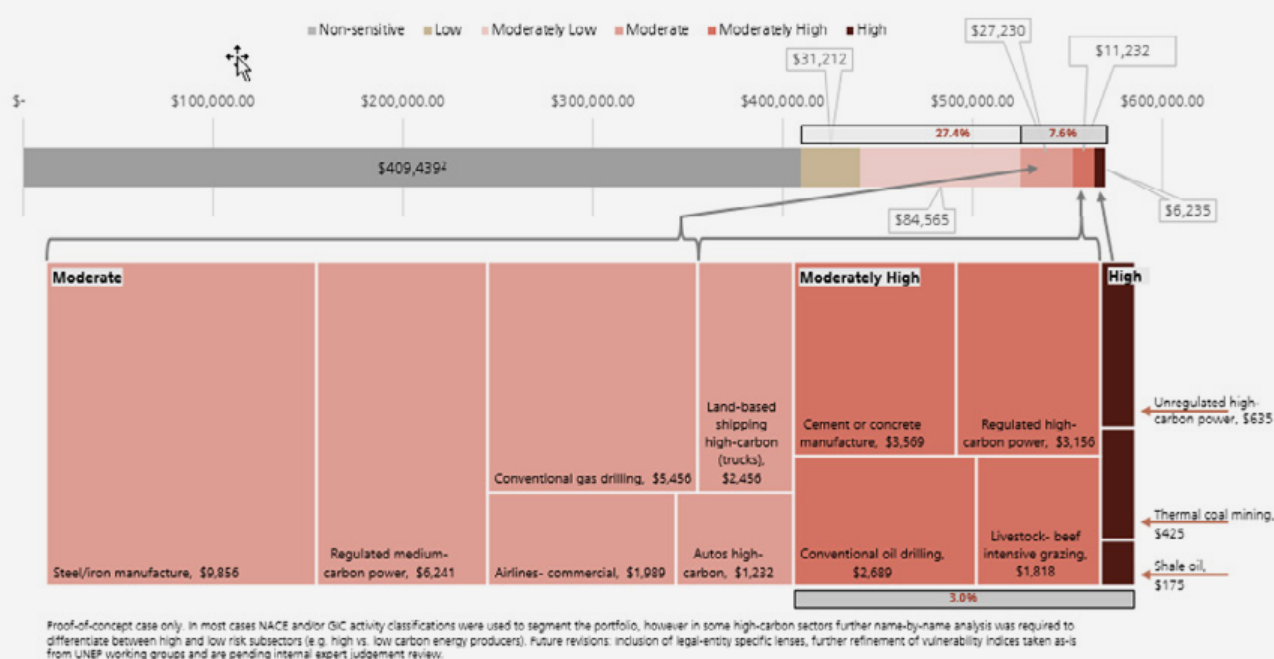 Non-sensitive Low Moderately Low Moderate Moderately High High
$27,230
$11,232
$31,212
$- $100,000.00 $200,000.00 $300,000.00 $400,000.00 $500,000.00 $600,000.00
27.4% 7.6%
$409,439²
$84,565
$6,235
Moderate
Moderately High
High
Land-based
shipping
high-carbon
(trucks),
$2,456
Cement or concrete
manufacture, $3,569
Regulated high-
carbon power, $3,156
Unregulated high-
carbon power, $635
Conventional gas drilling, $5,456
Steel/iron manufacture, $9,856
Regulated medium-
carbon power, $6,241
Airlines- commercial, $1,989
Autos high-
carbon, $1,232
Conventional oil drilling,
$2,689
Livestock- beef
intensive grazing,
$1,818
Thermal coal mining,
$425
Shale oil,
$175
3.0%
Proof-of-concept case only. In most cases NACE and/or GIC activity classifications were used to segment the portfolio, however in some high-carbon sectors further name-by-name analysis was required to
differentiate between high and low risk subsectors (e.g. high vs. low carbon energy producers). Future revisions: inclusion of legal-entity specific lenses, further refinement of vulnerability indices taken as-is
from UNEP working groups and are pending internal expert judgement review.